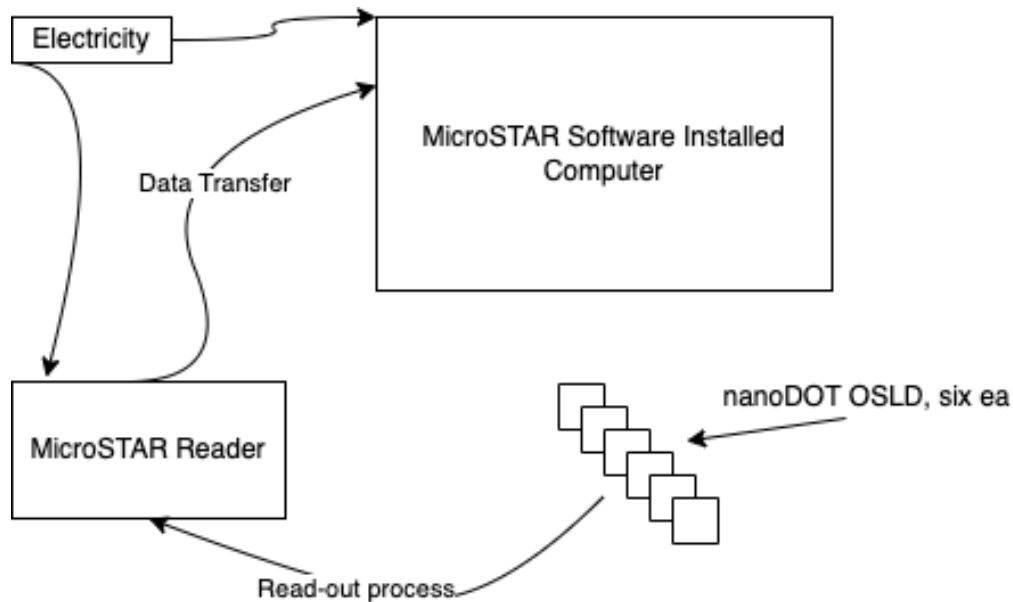 Electricity
MicroSTAR Software Installed
Computer
Data Transfer
nanoDOT OSLD, six ea
MicroSTAR Reader
Read-out process